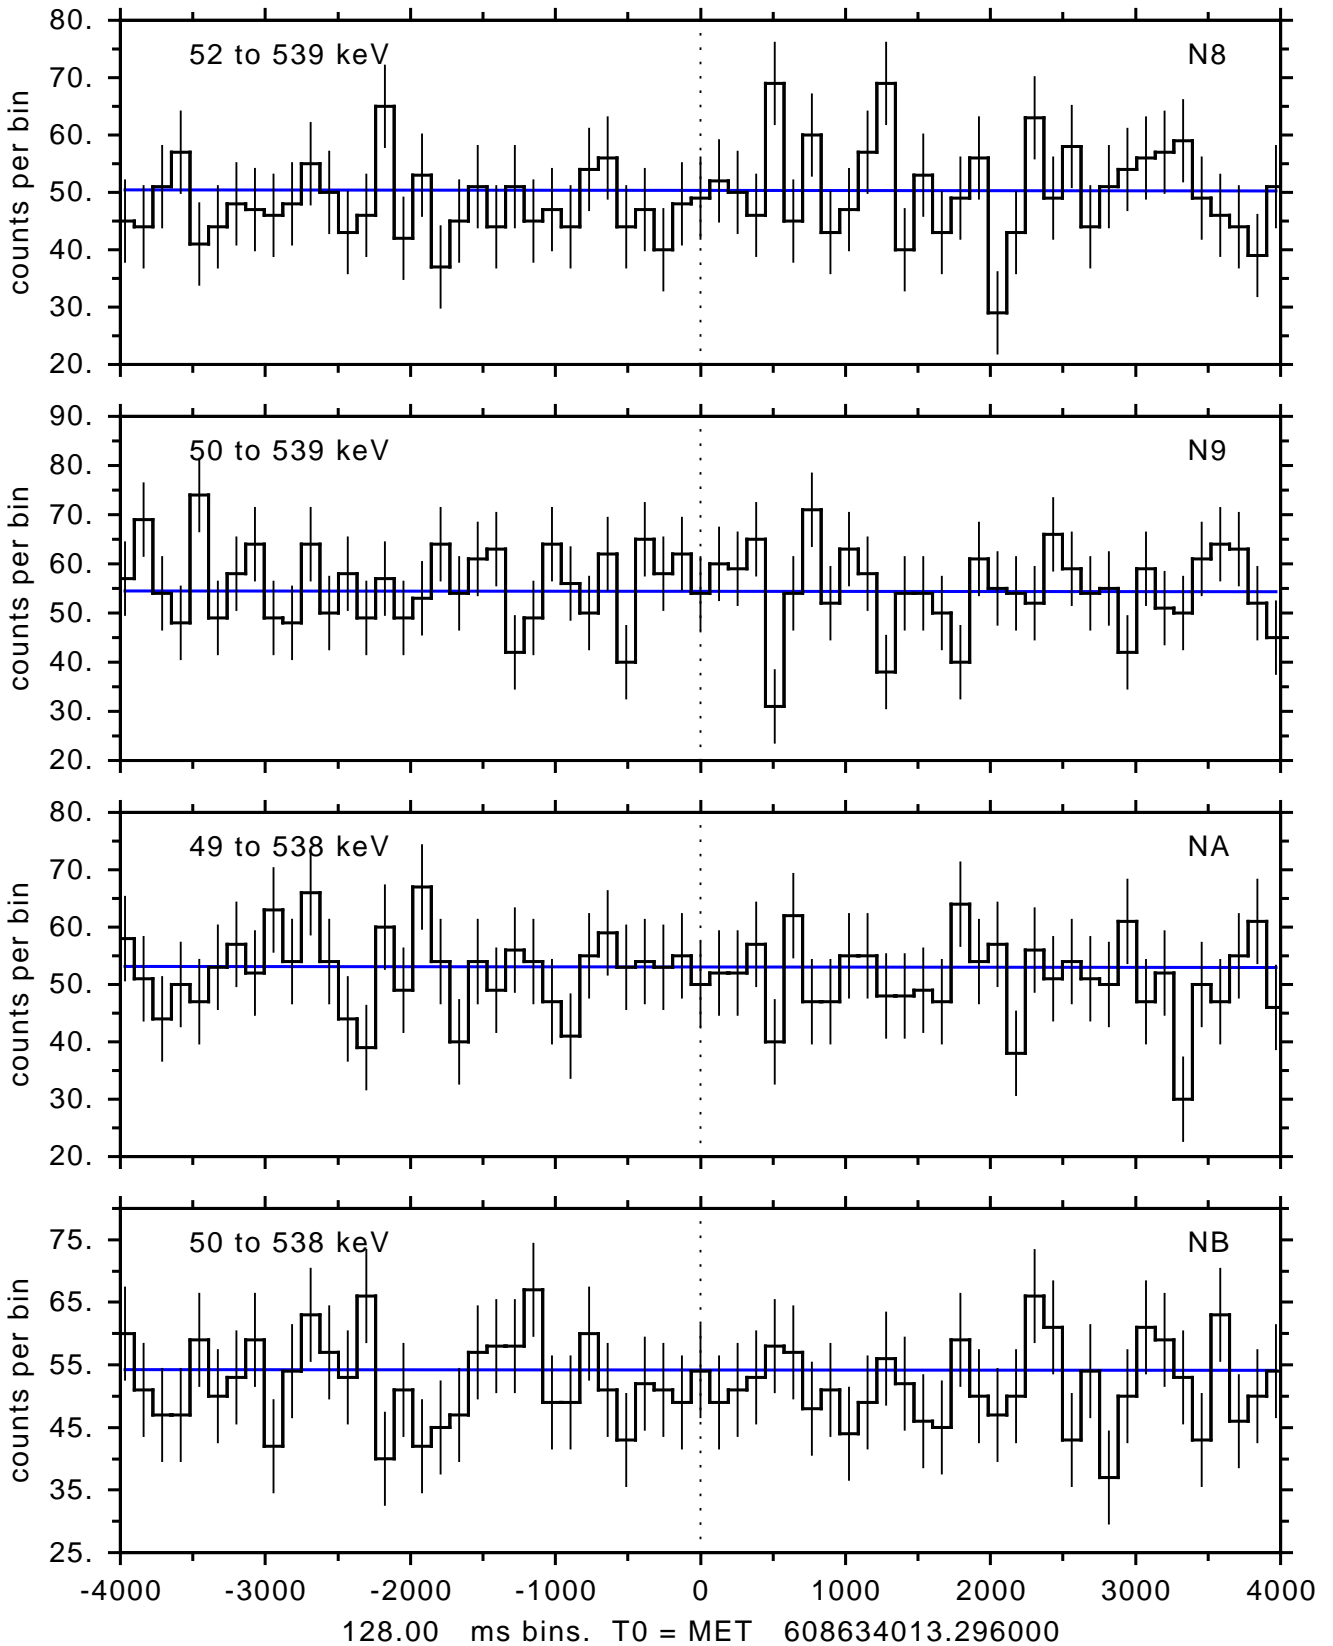 80.
52 to 539 keV N8
70.
60.
50.
40.
30.
20.
counts per bin
90.
50 to 539 keV N9
80.
70.
60.
50.
40.
30.
20.
counts per bin
80.
49 to 538 keV NA
70.
60.
50.
40.
30.
20.
counts per bin
50 to 538 keV NB
75.
65.
55.
45.
35.
25.
counts per bin
-4000 -3000 -2000 -1000 0 1000 2000 3000 4000
128.00 ms bins. T0 = MET 608634013.296000